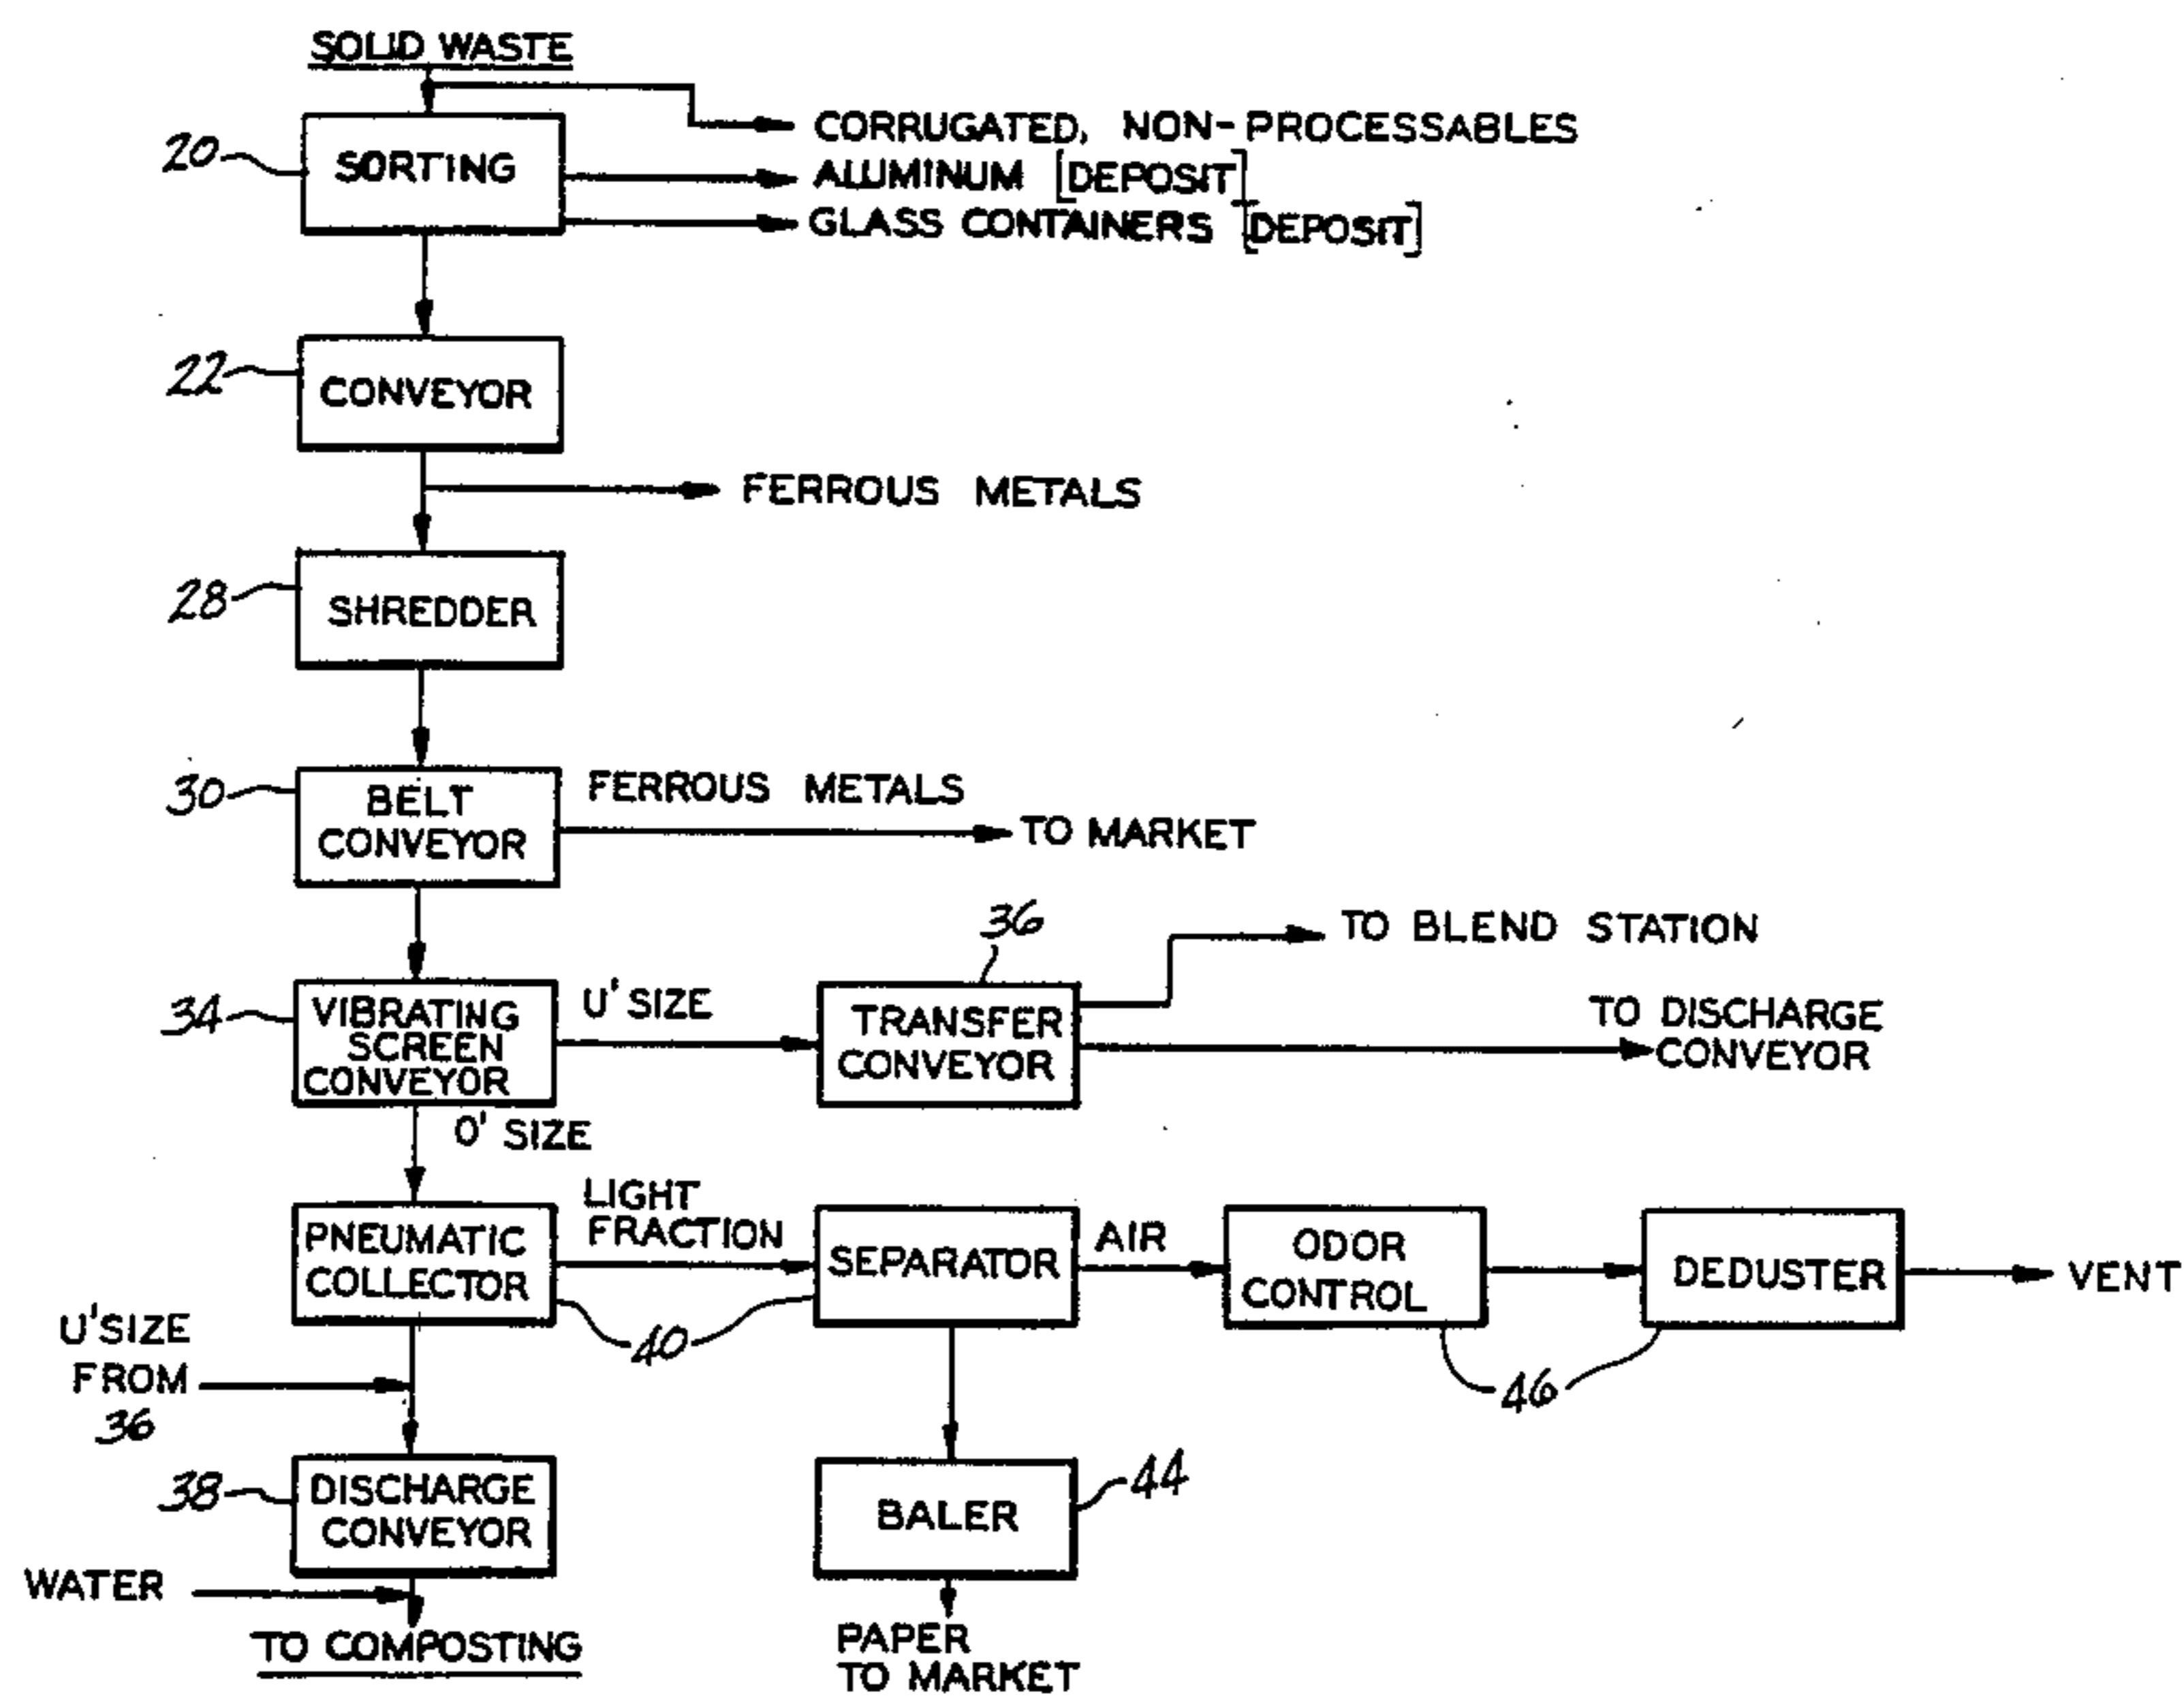 SOLID WASTE
CORRUGATED, NON-PROCESSABLES
20
SORTING
ALUMINUM [DEPOSIT]
GLASS CONTAINERS [DEPOSIT]
22
CONVEYOR
FERROUS METALS
28
SHREDDER
30
BELT
CONVEYOR
FERROUS METALS
TO MARKET
34
VIBRATING
SCREEN
CONVEYOR
U'SIZE
36
TRANSFER
CONVEYOR
TO BLEND STATION
TO DISCHARGE
CONVEYOR
O' SIZE
PNEUMATIC
COLLECTOR
LIGHT
FRACTION
40
SEPARATOR
AIR
ODOR
CONTROL
46
DEDUSTER
VENT
U'SIZE
FROM
36
38
DISCHARGE
CONVEYOR
BALER
44
WATER
TO COMPOSTING
PAPER
TO MARKET